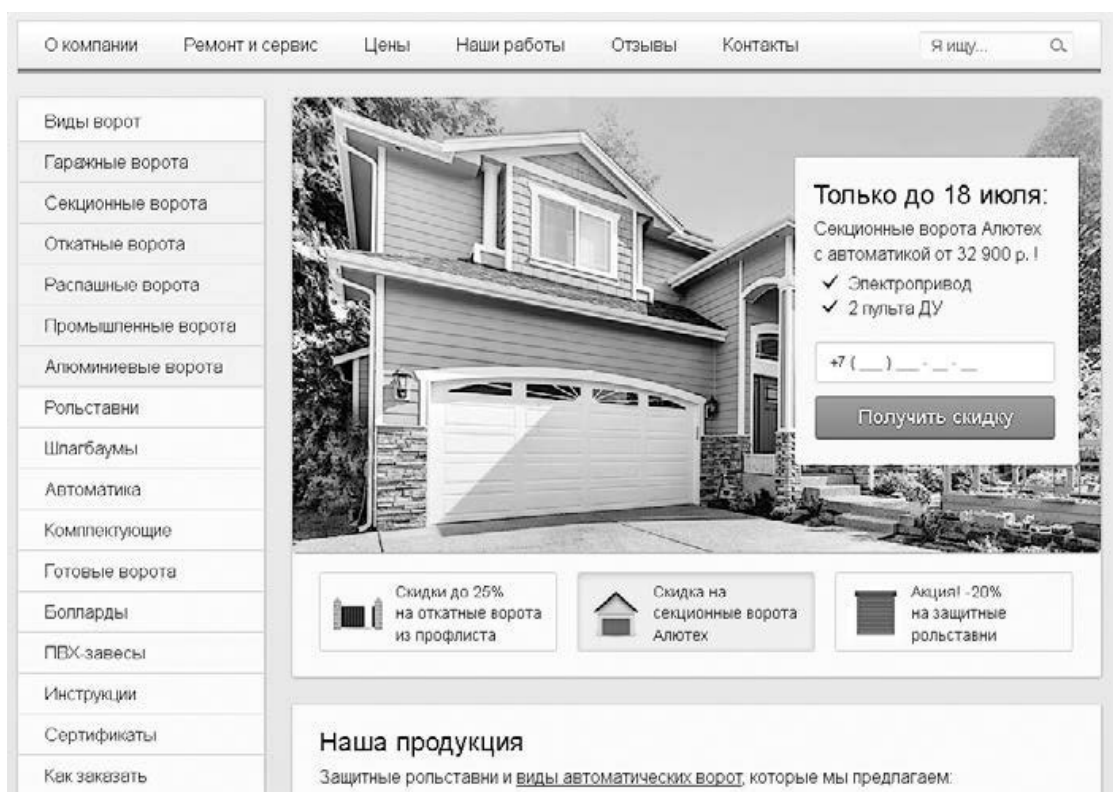 О компании
Ремонт и сервис
Цены
Наши работы
Отзывы
Контакты
Я ищу...
Виды ворот
Гаражные ворота
Секционные ворота
Откатные ворота
Распашные ворота
Промышленные ворота
Алюминиевые ворота
Рольставни
Шлагбаумы
Автоматика
Комплектующие
Готовые ворота
Болларды
ПВХ-завесы
Инструкции
Сертификаты
Как заказать
Только до 18 июля:
Секционные ворота Алютех
с автоматикой от 32 900 р. !
Электропривод
2 пульта ДУ
+7 ( __ ) ___ - __ - __
Получить скидку
Скидки до 25%
на откатные ворота
из профлиста
Скидка на
секционные ворота
Алютех
Акция! -20%
на защитные
рольставни
Наша продукция
Защитные рольставни и виды автоматических ворот, которые мы предлагаем: